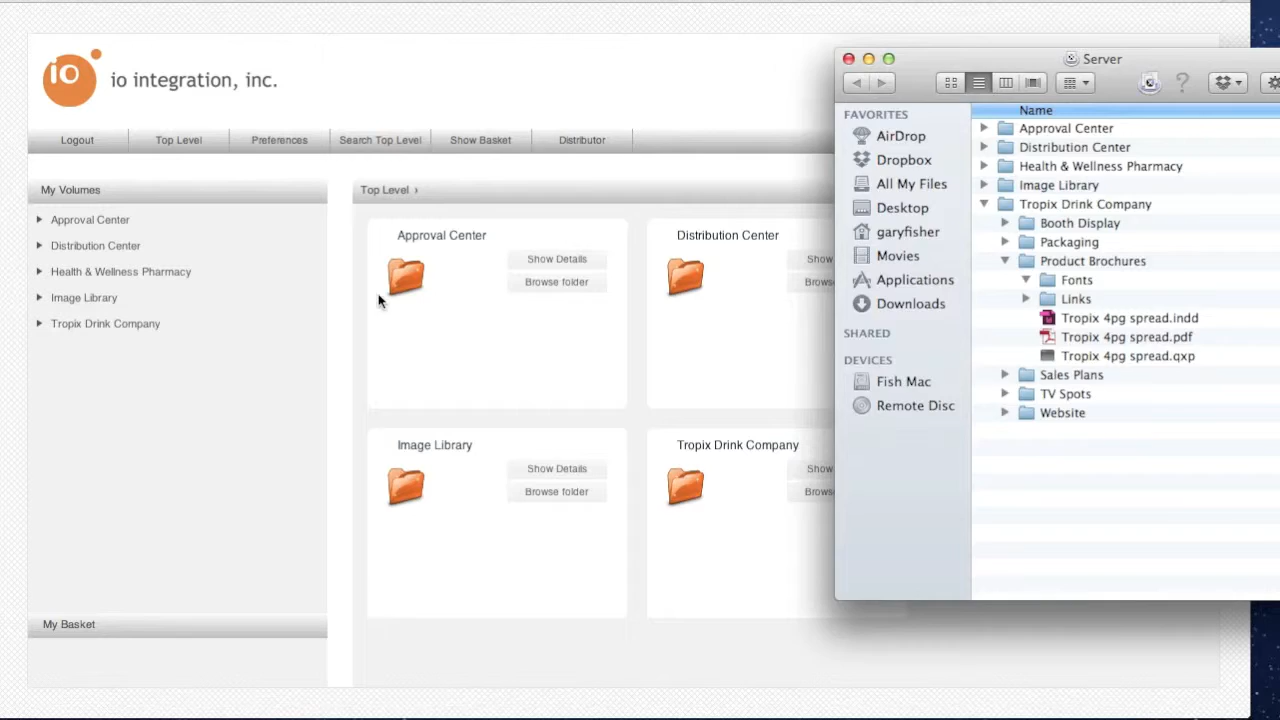 io
io integration, inc.
Logout
Top Level
Preferences
Search Top Level
Show Basket
Distributor
My Volumes
Approval Center
Distribution Center
Health & Wellness Pharmacy
Image Library
Tropix Drink Company
My Basket
Top Level ›
Approval Center
Show Details
Browse folder
Distribution Center
Show
Brows
Image Library
Show Details
Browse folder
Tropix Drink Company
Show
Brows
Server
FAVORITES
AirDrop
Dropbox
All My Files
Desktop
garyfisher
Movies
Applications
Downloads
SHARED
DEVICES
Fish Mac
Remote Disc
Name
Approval Center
Distribution Center
Health & Wellness Pharmacy
Image Library
Tropix Drink Company
Booth Display
Packaging
Product Brochures
Fonts
Links
Tropix 4pg spread.indd
Tropix 4pg spread.pdf
Tropix 4pg spread.qxp
Sales Plans
TV Spots
Website